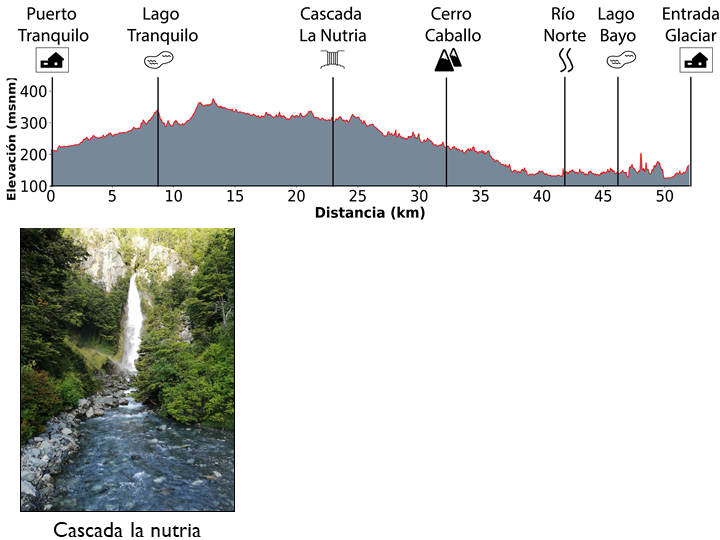 Puerto Tranquilo
Lago Tranquilo
Cascada La Nutria
Cerro Caballo
Río Norte
Lago Bayo
Entrada Glaciar
Elevación (msnm)
400
300
200
100
0 5 10 15 20 25 30 35 40 45 50
Distancia (km)
Cascada la nutria